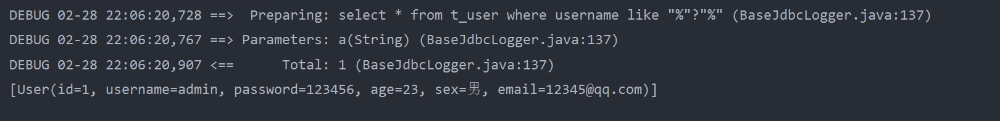 DEBUG 02-28 22:06:20,728 ==>  Preparing: select * from t_user where username like "%"?"%" (BaseJdbcLogger.java:137)
DEBUG 02-28 22:06:20,767 ==> Parameters: a(String) (BaseJdbcLogger.java:137)
DEBUG 02-28 22:06:20,907 <==      Total: 1 (BaseJdbcLogger.java:137)
[User(id=1, username=admin, password=123456, age=23, sex=男, email=12345@qq.com)]